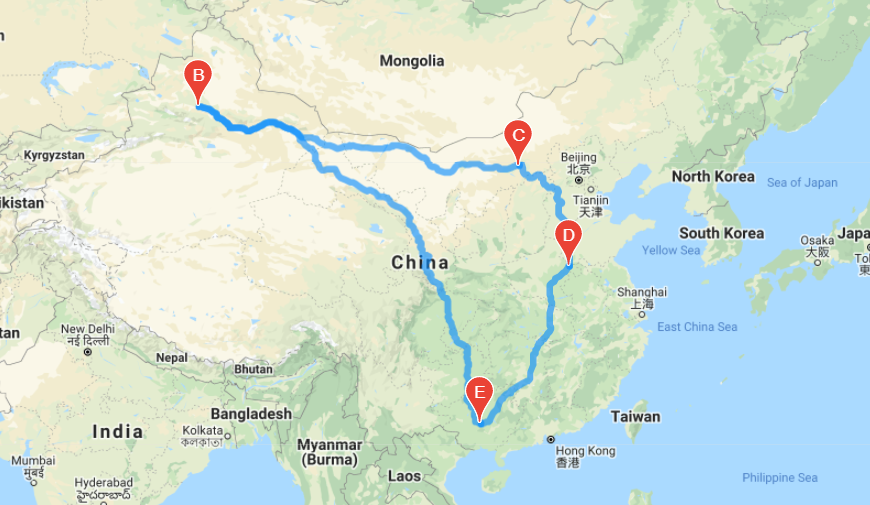 n
Mongolia
B
C
Beijing
北京
Kyrgyzstan
North Korea
Sea of Japan
Tianjin
天津
kistan
South Korea
Japa
D
Osaka
大阪
To
東
Yellow Sea
China
Shanghai
上海
tan
New Delhi
नई दिल्ली
East China Sea
Nepal
Bhutan
E
Bangladesh
Taiwan
India
Kolkata
কলকাতা
Myanmar
(Burma)
Hong Kong
香港
Mumbai
मुंबई
Laos
Philippine Sea
Hyderabad
హైదరాబాద్